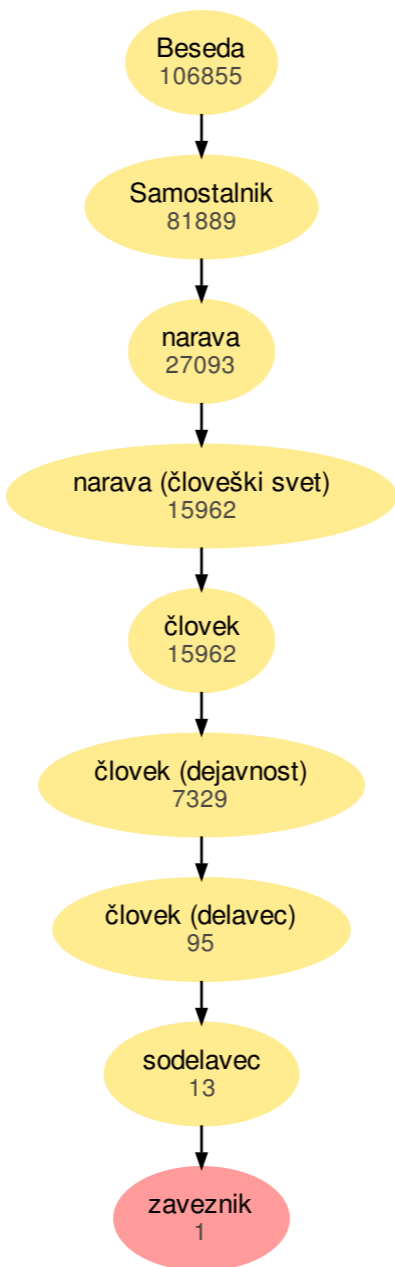 Beseda
106855
Samostalnik
81889
narava
27093
narava (človeški svet)
15962
človek
15962
človek (dejavnost)
7329
človek (delavec)
95
sodelavec
13
zaveznik
1